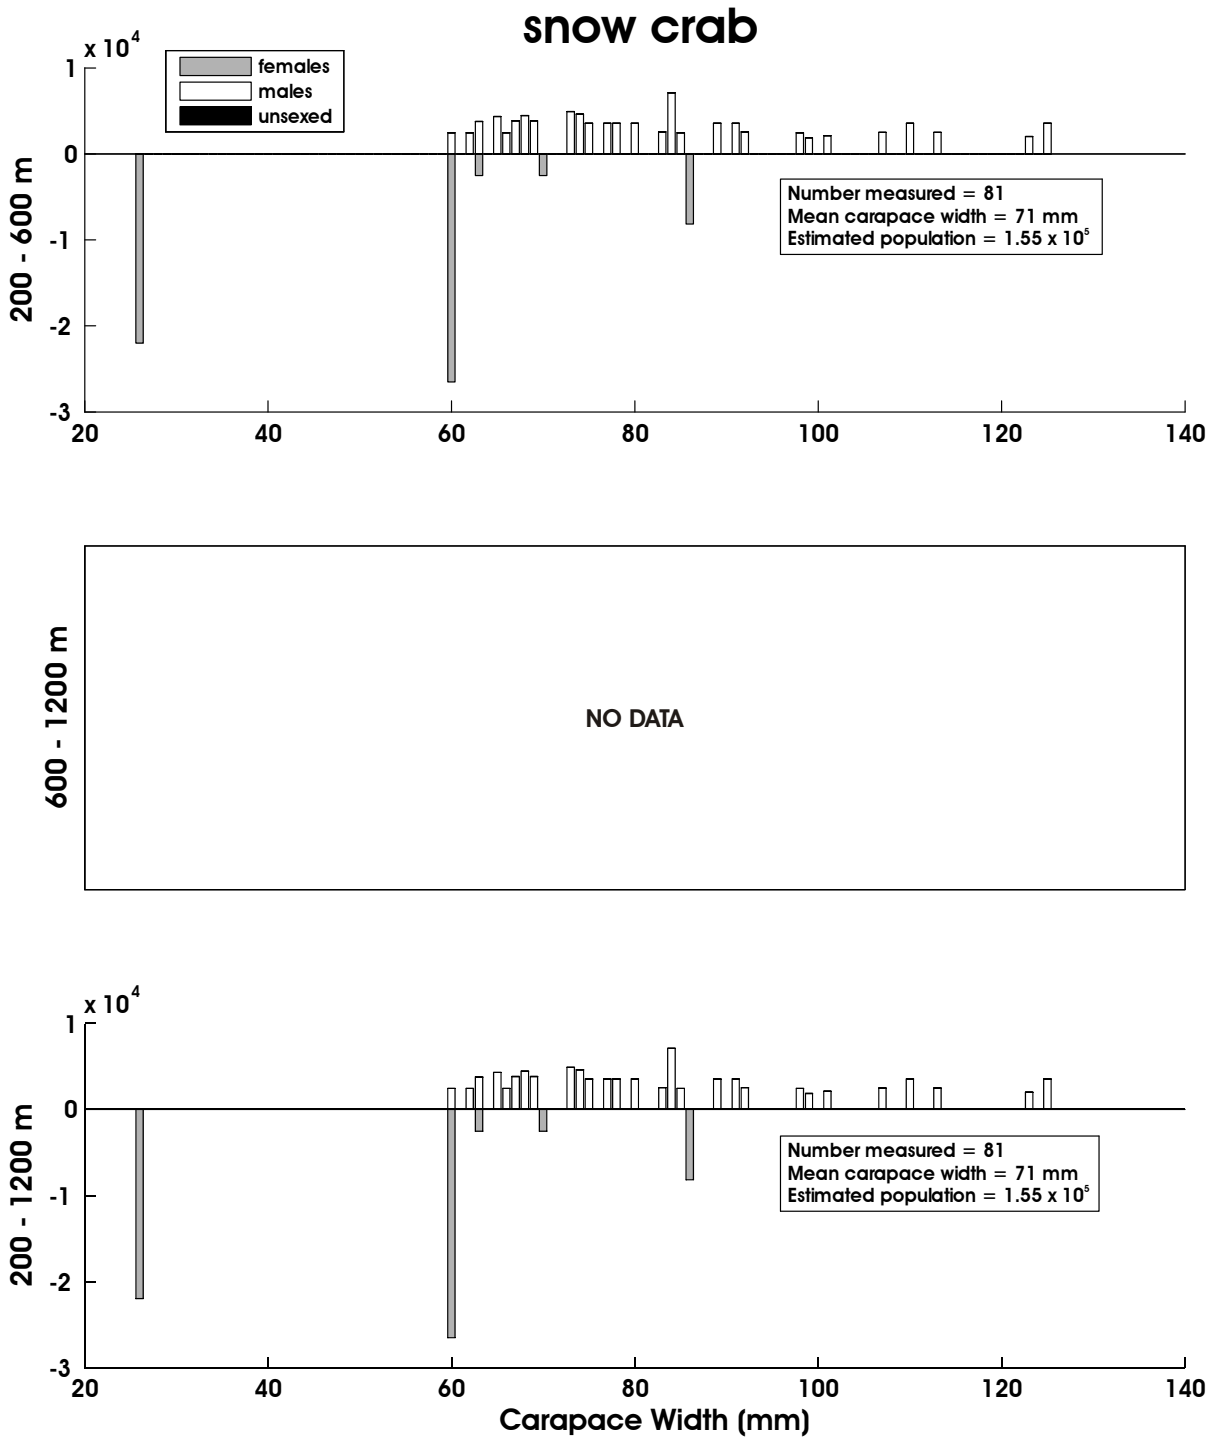 snow crab
x 10^4
females
males
unsexed
1
0
-1
-2
-3
200 - 600 m
Number measured = 81
Mean carapace width = 71 mm
Estimated population = 1.55 x 10^5
20 40 60 80 100 120 140
600 - 1200 m
NO DATA
x 10^4
1
0
-1
-2
-3
200 - 1200 m
Number measured = 81
Mean carapace width = 71 mm
Estimated population = 1.55 x 10^5
20 40 60 80 100 120 140
Carapace Width (mm)